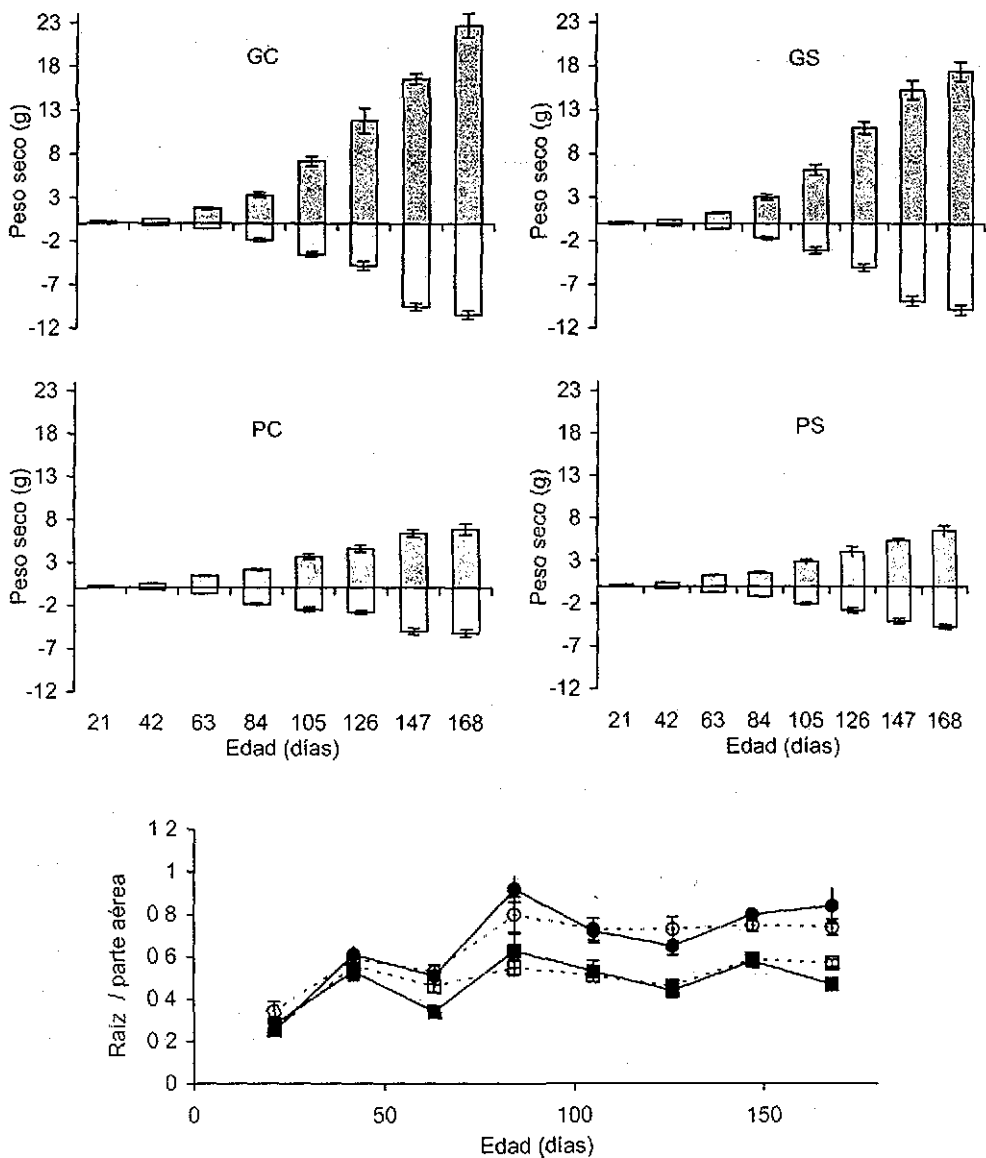 GC
Peso seco (g)
23
18
13
8
3
-2
-7
-12
GS
Peso seco (g)
23
18
13
8
3
-2
-7
-12
PC
Peso seco (g)
23
18
13
8
3
-2
-7
-12
21 42 63 84 105 126 147 168
Edad (días)
PS
Peso seco (g)
23
18
13
8
3
-2
-7
-12
21 42 63 84 105 126 147 168
Edad (días)
Raíz / parte aérea
1 2
1
0 8
0 6
0 4
0 2
0
0 50 100 150
Edad (días)